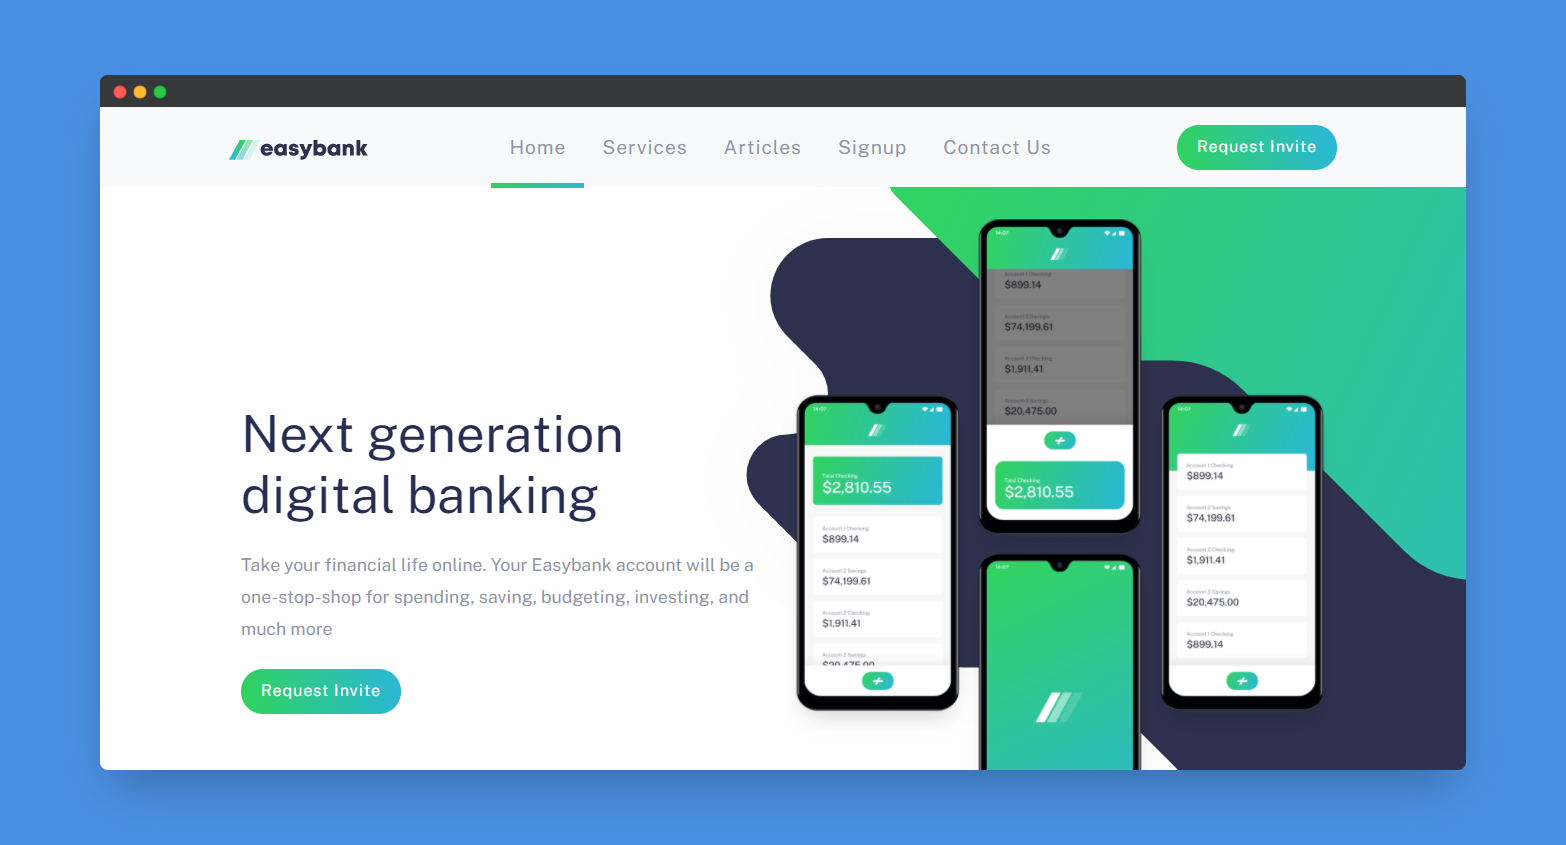 easybank
Home
Services
Articles
Signup
Contact Us
Request Invite
Next generation
digital banking
Take your financial life online. Your Easybank account will be a
one-stop-shop for spending, saving, budgeting, investing, and
much more
Request Invite
14:07
Total Checking
$2,810.55
Account 1 Checking
$899.14
Account 2 Savings
$74,199.61
Account 3 Checking
$1,911.41
Account 2 Savings
$20,475.00
14:07
Account 1 Checking
$899.14
Account 2 Savings
$74,199.61
Account 2 Checking
$1,911.41
Account 3 Savings
$20,475.00
Total Checking
$2,810.55
14:07
14:07
Account 1 Checking
$899.14
Account 2 Savings
$74,199.61
Account 2 Checking
$1,911.41
Account 2 Savings
$20,475.00
Account 1 Checking
$899.14